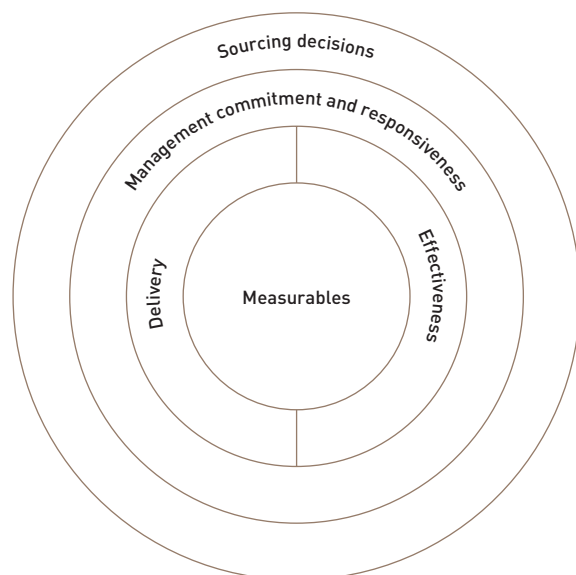 Sourcing decisions
Management commitment and responsiveness
Delivery
Effectiveness
Measurables